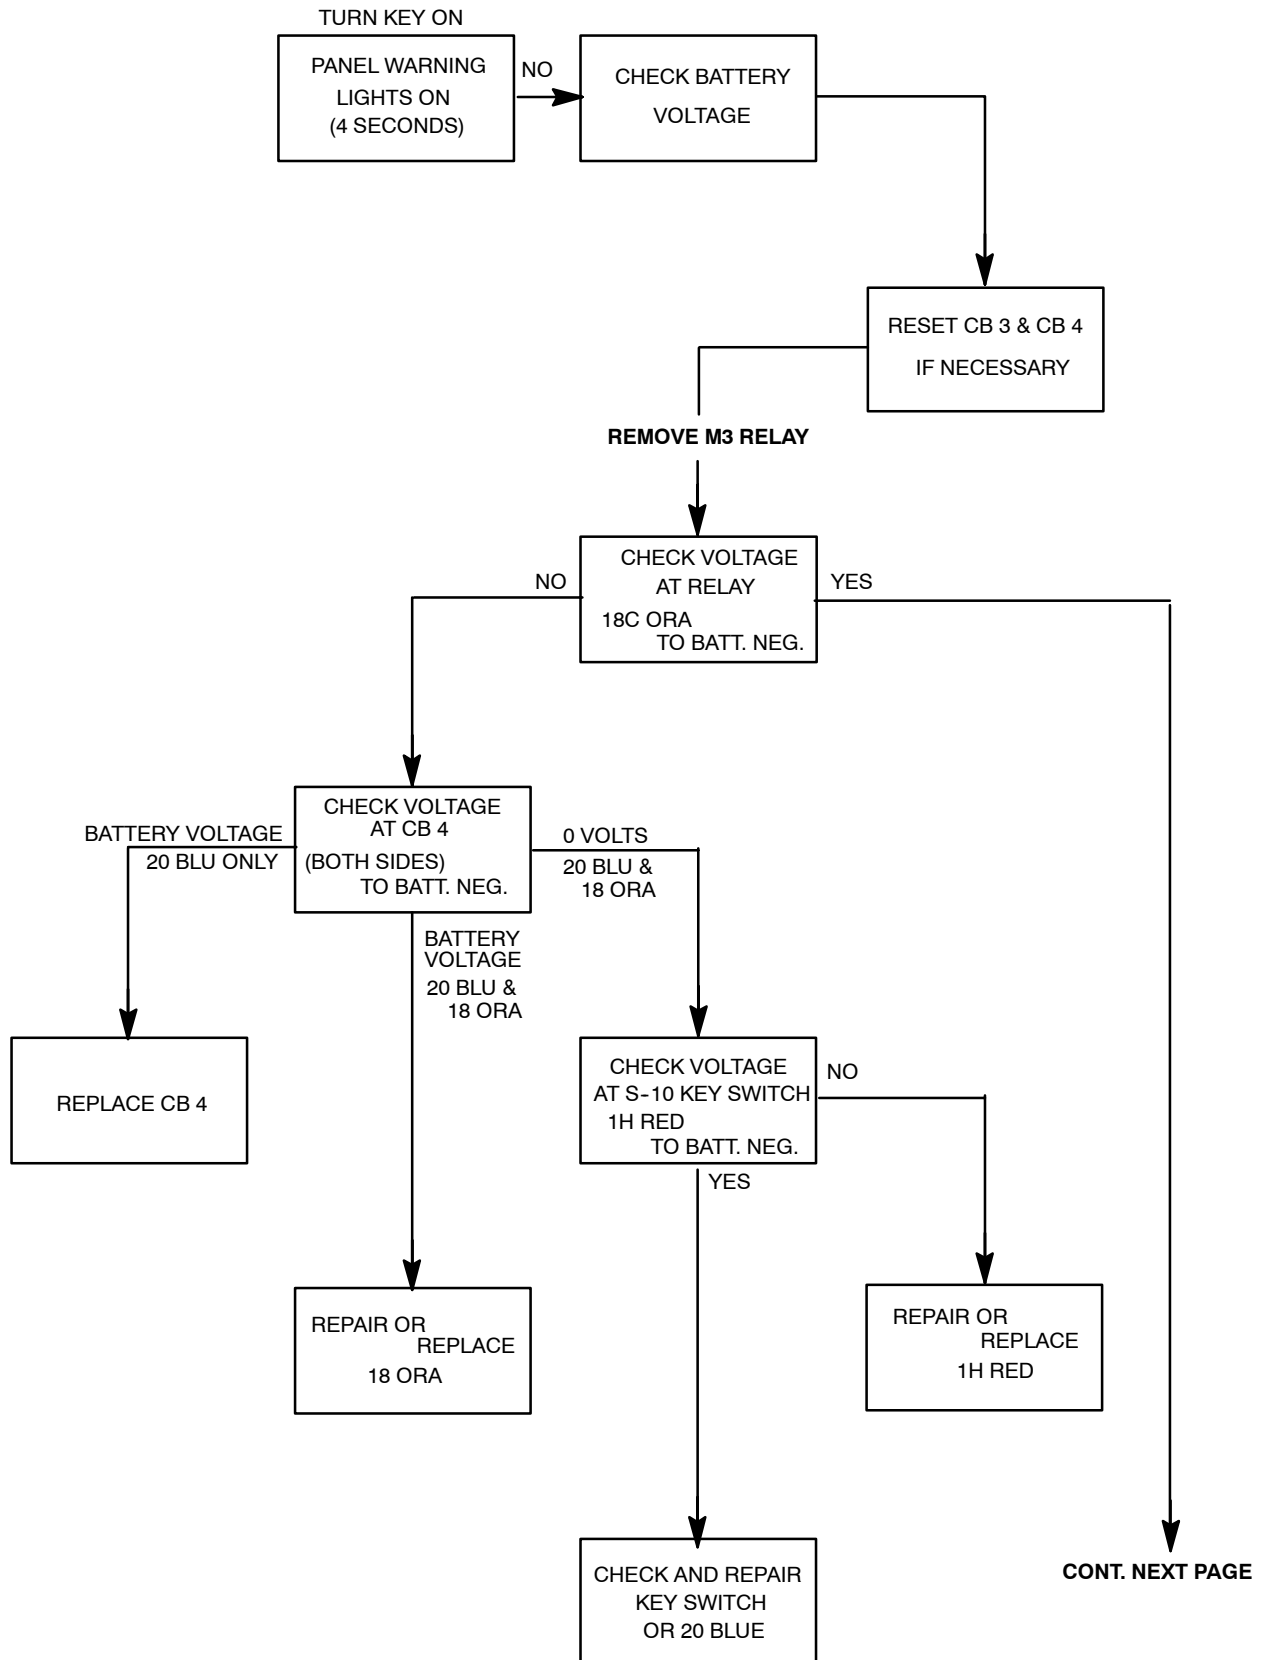 TURN KEY ON
PANEL WARNING
LIGHTS ON
(4 SECONDS)
NO
CHECK BATTERY
VOLTAGE
RESET CB 3 & CB 4
IF NECESSARY
REMOVE M3 RELAY
CHECK VOLTAGE
AT RELAY
18C ORA
TO BATT. NEG.
NO
YES
CHECK VOLTAGE
AT CB 4
(BOTH SIDES)
TO BATT. NEG.
BATTERY VOLTAGE
20 BLU ONLY
0 VOLTS
20 BLU &
18 ORA
BATTERY
VOLTAGE
20 BLU &
18 ORA
REPLACE CB 4
CHECK VOLTAGE
AT S-10 KEY SWITCH
1H RED
TO BATT. NEG.
NO
YES
REPAIR OR
REPLACE
18 ORA
REPAIR OR
REPLACE
1H RED
CHECK AND REPAIR
KEY SWITCH
OR 20 BLUE
CONT. NEXT PAGE